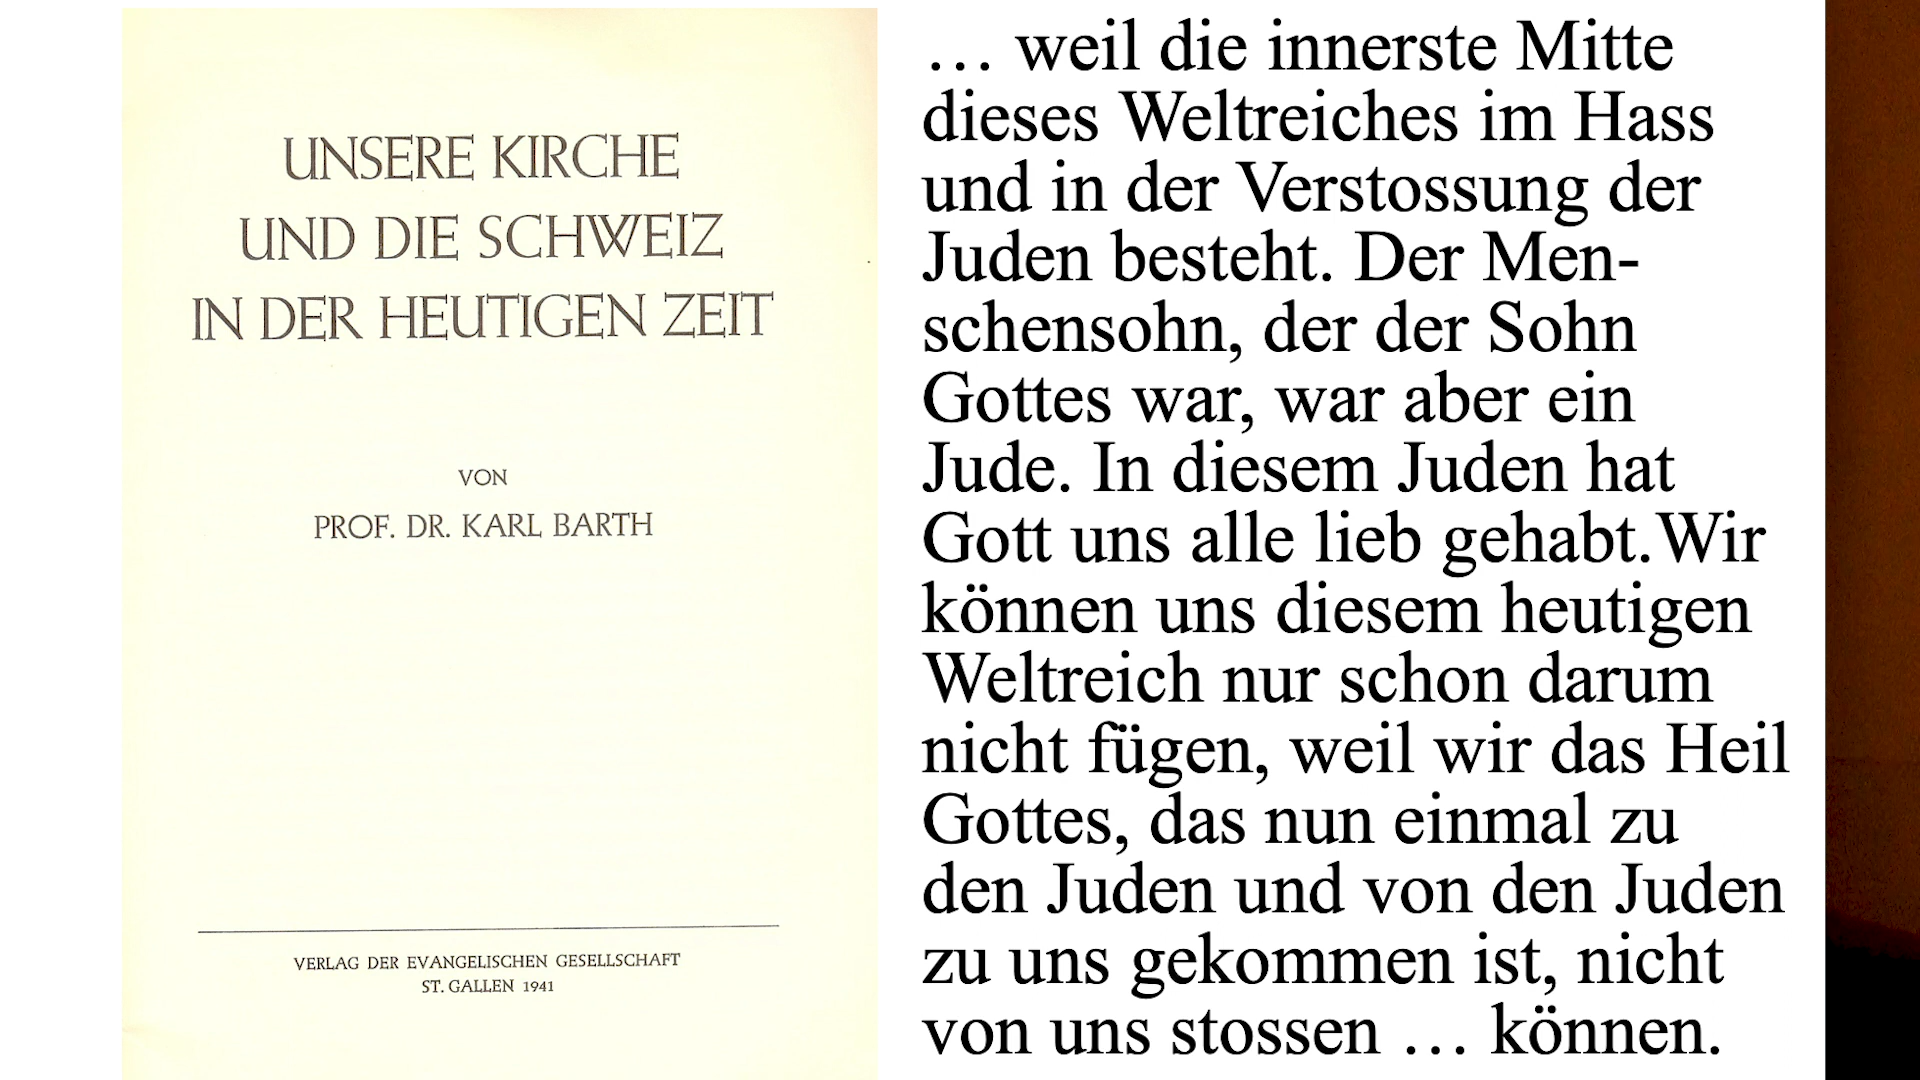 UNSERE KIRCHE
UND DIE SCHWEIZ
IN DER HEUTIGEN ZEIT
VON
PROF. DR. KARL BARTH
VERLAG DER EVANGELISCHEN GESELLSCHAFT
ST. GALLEN 1941
… weil die innerste Mitte
dieses Weltreiches im Hass
und in der Verstossung der
Juden besteht. Der Men-
schensohn, der der Sohn
Gottes war, war aber ein
Jude. In diesem Juden hat
Gott uns alle lieb gehabt.Wir
können uns diesem heutigen
Weltreich nur schon darum
nicht fügen, weil wir das Heil
Gottes, das nun einmal zu
den Juden und von den Juden
zu uns gekommen ist, nicht
von uns stossen … können.